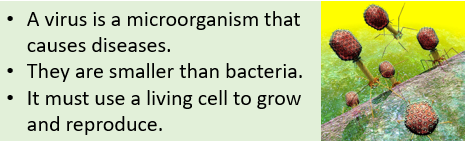 • A virus is a microorganism that
causes diseases.
• They are smaller than bacteria.
• It must use a living cell to grow
and reproduce.